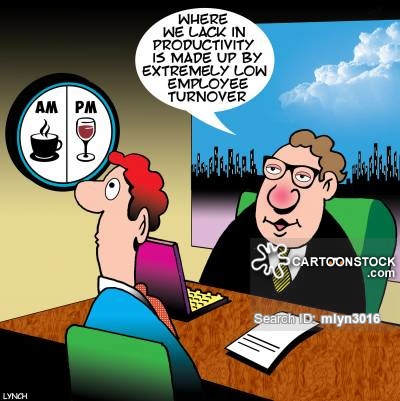 WHERE
WE LACK IN
PRODUCTIVITY
IS MADE UP BY
EXTREMELY LOW
EMPLOYEE
TURNOVER
AM PM
CARTOONSTOCK
.com
Search ID: mlyn3016
LYNCH